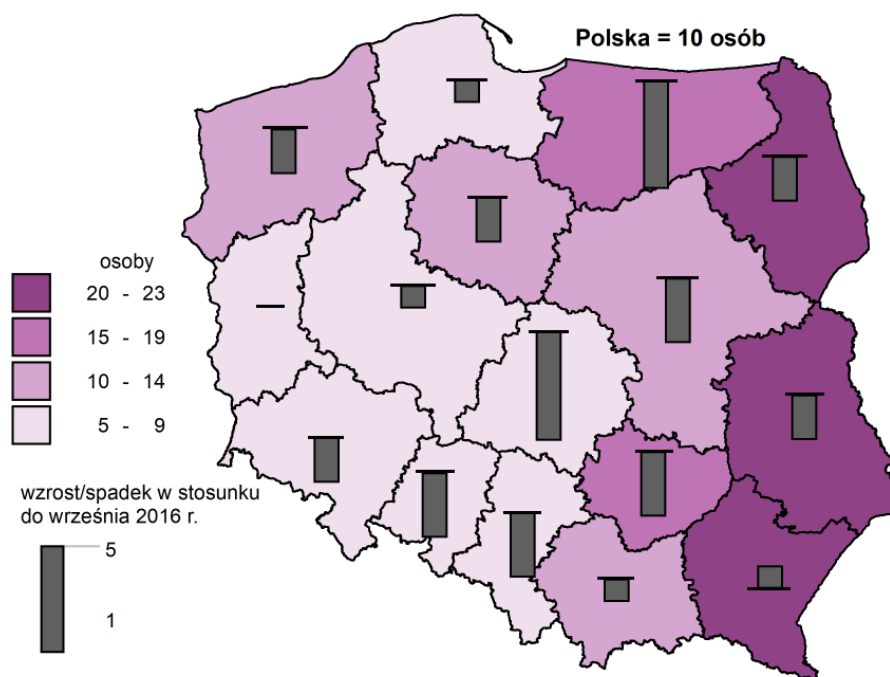 Polska = 10 osób
osoby
20 - 23
15 - 19
10 - 14
5 - 9
wzrost/spadek w stosunku
do września 2016 r.
5
1